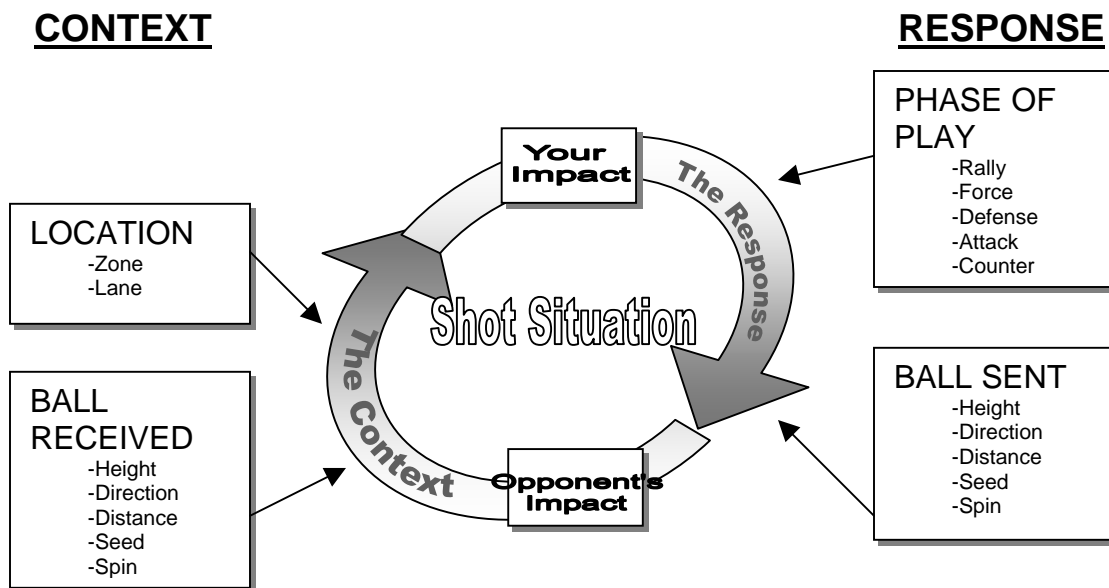 CONTEXT
RESPONSE
PHASE OF
PLAY
-Rally
-Force
-Defense
-Attack
-Counter
Your
Impact
The Response
LOCATION
-Zone
-Lane
Shot Situation
The Context
BALL
RECEIVED
-Height
-Direction
-Distance
-Seed
-Spin
BALL SENT
-Height
-Direction
-Distance
-Seed
-Spin
Opponent's
Impact